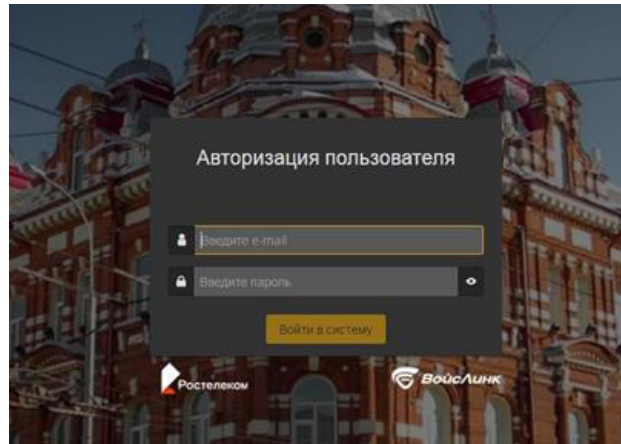 Авторизация пользователя
Введите e-mail
Введите пароль
Войти в систему
Ростелеком
ВойсЛинк